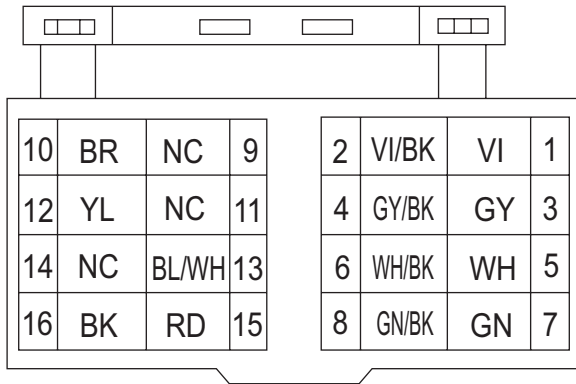 10 BR NC 9 2 VI/BK VI 1
12 YL NC 11 4 GY/BK GY 3
14 NC BL/WH 13 6 WH/BK WH 5
16 BK RD 15 8 GN/BK GN 7